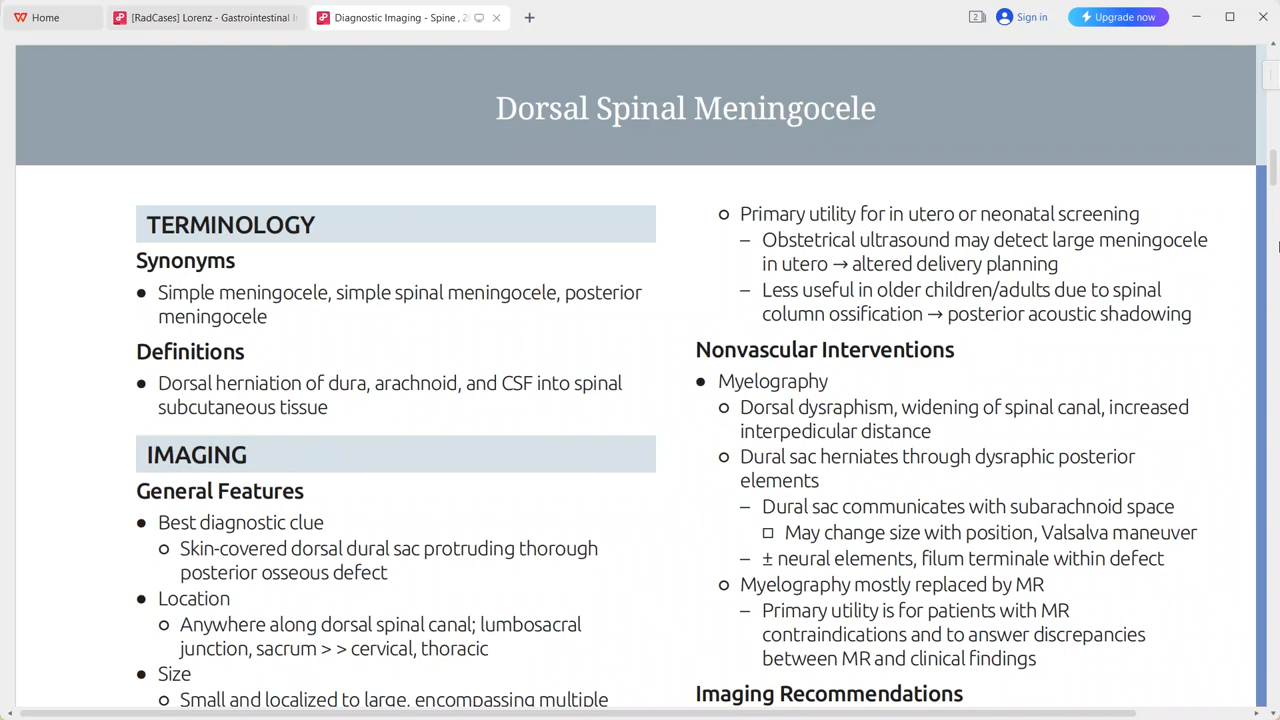 Home
[RadCases] Lorenz - Gastrointestinal I
Diagnostic Imaging - Spine , 2
2
Sign in
Upgrade now
Dorsal Spinal Meningocele
TERMINOLOGY
Synonyms
● Simple meningocele, simple spinal meningocele, posterior
meningocele
Definitions
● Dorsal herniation of dura, arachnoid, and CSF into spinal
subcutaneous tissue
IMAGING
General Features
● Best diagnostic clue
○ Skin-covered dorsal dural sac protruding thorough
posterior osseous defect
● Location
○ Anywhere along dorsal spinal canal; lumbosacral
junction, sacrum > > cervical, thoracic
● Size
○ Small and localized to large, encompassing multiple
○ Primary utility for in utero or neonatal screening
– Obstetrical ultrasound may detect large meningocele
in utero → altered delivery planning
– Less useful in older children/adults due to spinal
column ossification → posterior acoustic shadowing
Nonvascular Interventions
● Myelography
○ Dorsal dysraphism, widening of spinal canal, increased
interpedicular distance
○ Dural sac herniates through dysraphic posterior
elements
– Dural sac communicates with subarachnoid space
□ May change size with position, Valsalva maneuver
– ± neural elements, filum terminale within defect
○ Myelography mostly replaced by MR
– Primary utility is for patients with MR
contraindications and to answer discrepancies
between MR and clinical findings
Imaging Recommendations